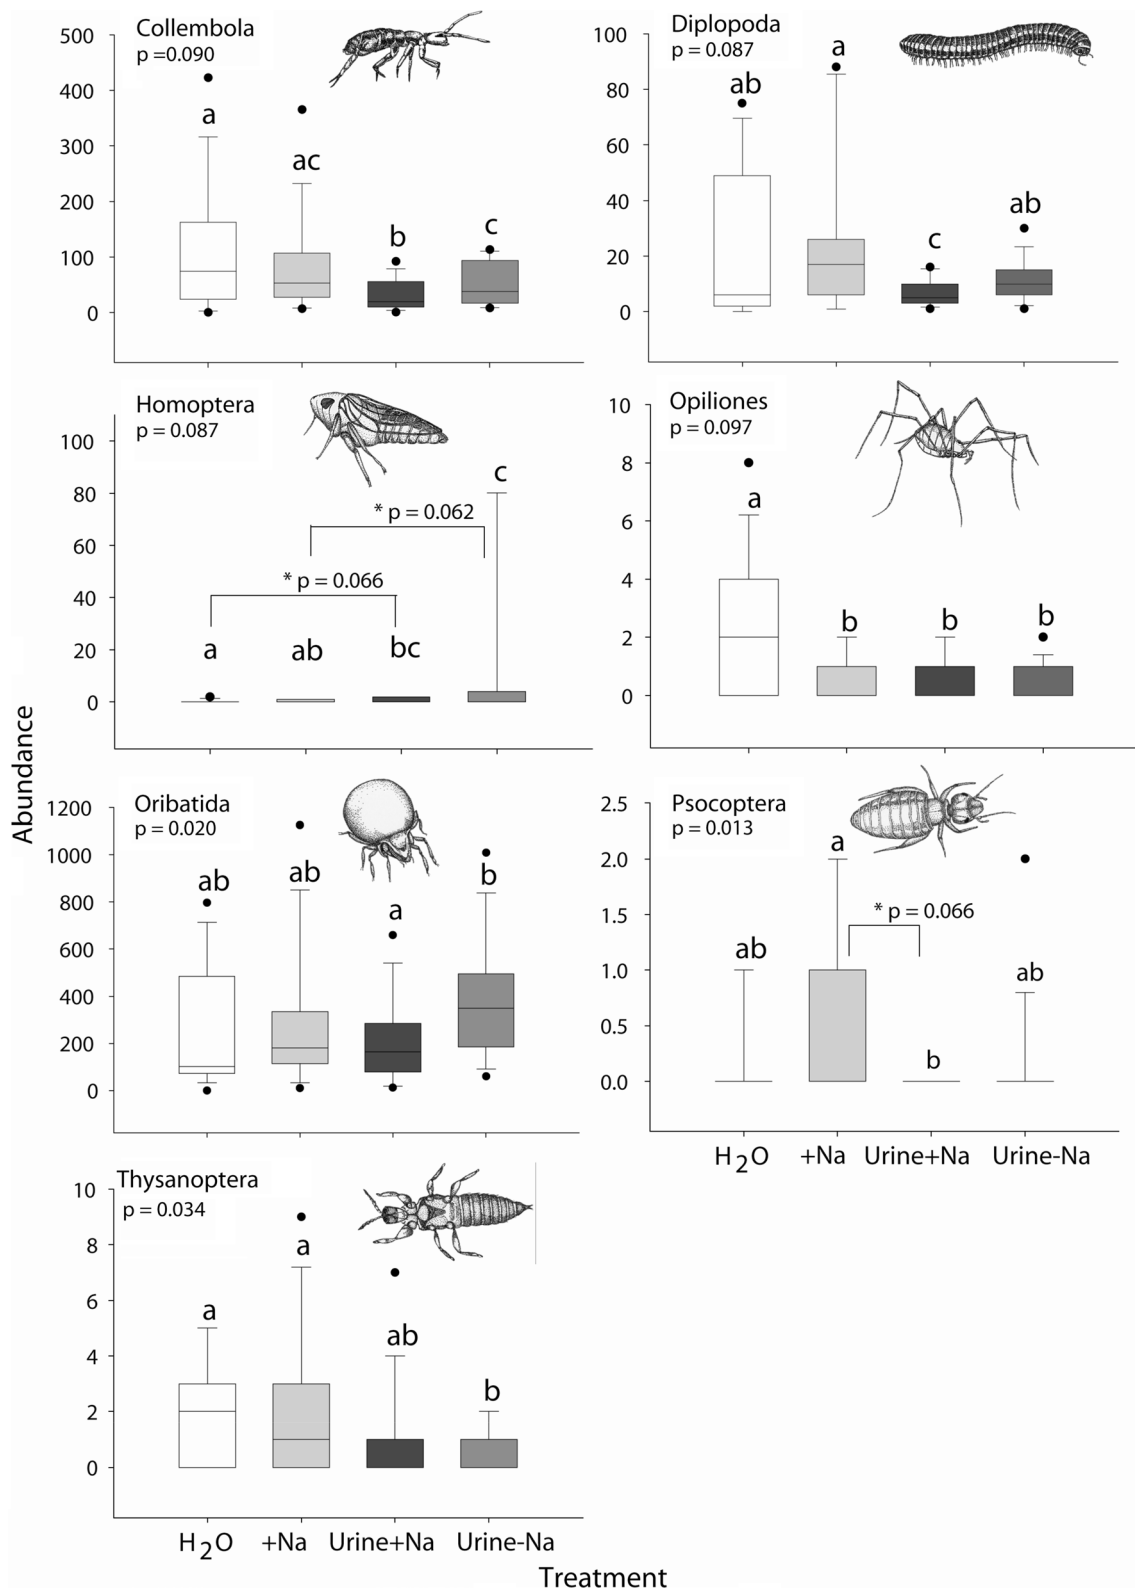 Collembola
p =0.090
500
400
300
200
100
0
a
ac
b
c
Diplopoda
p = 0.087
100
80
60
40
20
0
ab
a
c
ab
Homoptera
p = 0.087
100
80
60
40
20
0
* p = 0.062
* p = 0.066
a
ab
bc
c
Opiliones
p = 0.097
10
8
6
4
2
0
a
b
b
b
Abundance
Oribatida
p = 0.020
1200
1000
800
600
400
200
0
ab
ab
a
b
Psocoptera
p = 0.013
2.5
2.0
1.5
1.0
0.5
0.0
* p = 0.066
ab
a
b
ab
H2O +Na Urine+Na Urine-Na
Thysanoptera
p = 0.034
10
8
6
4
2
0
a
a
ab
b
H2O +Na Urine+Na Urine-Na
Treatment